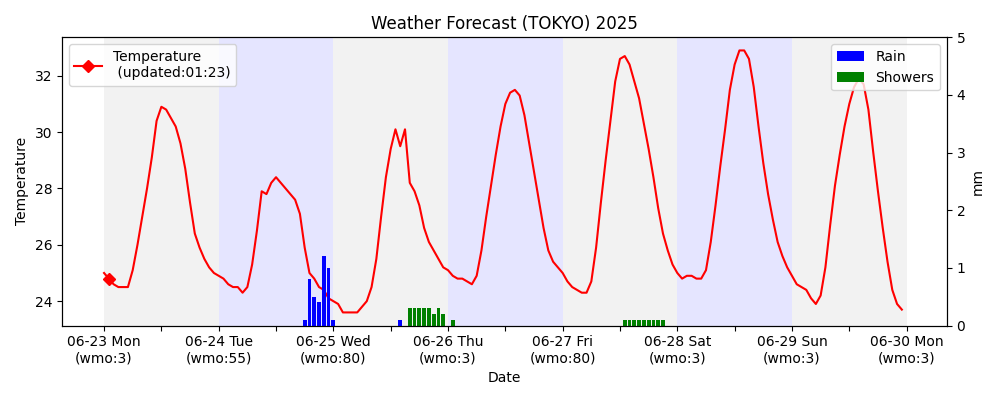 Weather Forecast (TOKYO) 2025
Temperature
(updated:01:23)
Rain
Showers
Temperature
32
30
28
26
24
5
4
3
2
1
0
mm
06-23 Mon
(wmo:3)
06-24 Tue
(wmo:55)
06-25 Wed
(wmo:80)
06-26 Thu
(wmo:3)
06-27 Fri
(wmo:80)
06-28 Sat
(wmo:3)
06-29 Sun
(wmo:3)
06-30 Mon
(wmo:3)
Date